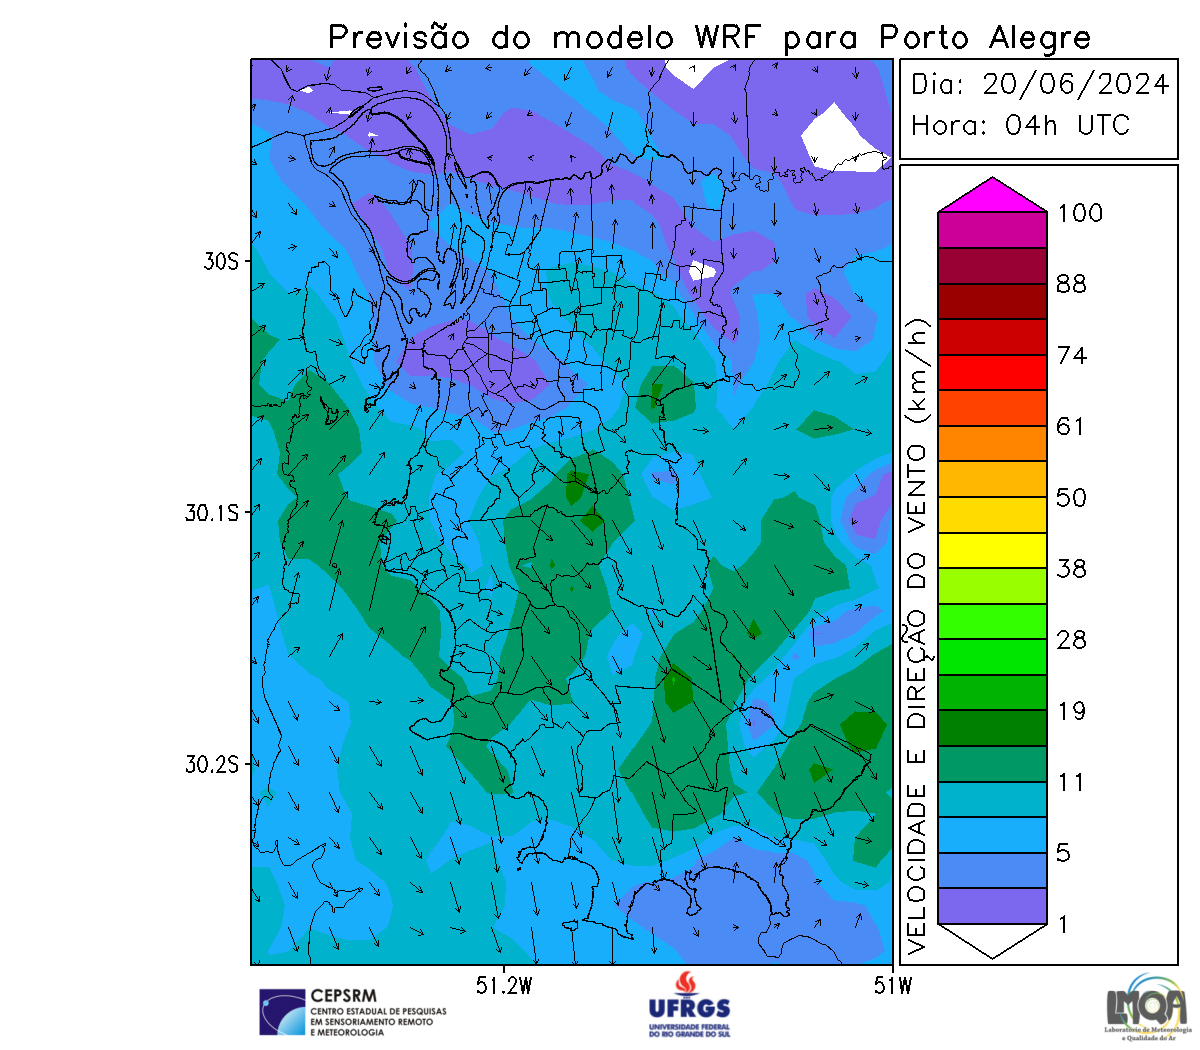 Previsão do modelo WRF para Porto Alegre
Dia: 20/06/2024
Hora: 04h UTC
30S
30.1S
30.2S
51.2W
51W
VELOCIDADE E DIREÇÃO DO VENTO (km/h)
100
88
74
61
50
38
28
19
11
5
1
CEPSRM
CENTRO ESTADUAL DE PESQUISAS
EM SENSORIAMENTO REMOTO
E METEOROLOGIA
UFRGS
UNIVERSIDADE FEDERAL
DO RIO GRANDE DO SUL
LMQA
Laboratório de Meteorologia
e Qualidade do Ar